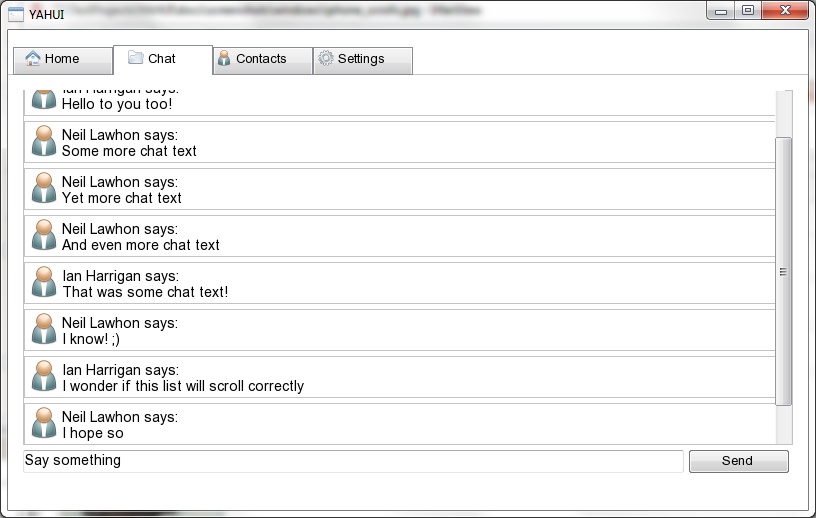 YAHUI
Home
Chat
Contacts
Settings
Ian Harrigan says:
Hello to you too!
Neil Lawhon says:
Some more chat text
Neil Lawhon says:
Yet more chat text
Neil Lawhon says:
And even more chat text
Ian Harrigan says:
That was some chat text!
Neil Lawhon says:
I know! ;)
Ian Harrigan says:
I wonder if this list will scroll correctly
Neil Lawhon says:
I hope so
Say something
Send